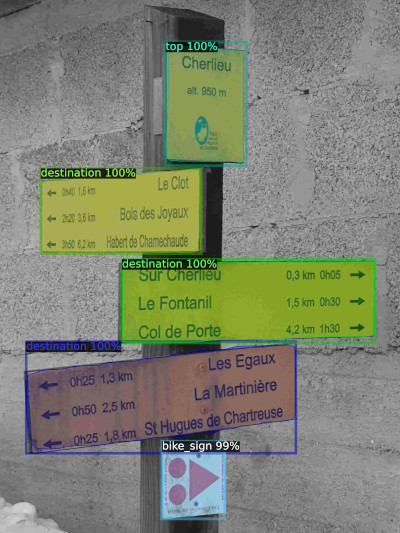 top 100%
Cherlieu
alt. 950 m
destination 100%
0h40 1,6 km Le Clot
2h20 3,6 km Bois des Joyaux
3h50 6,2 km Habert de Chamechaude
destination 100%
Sur Cherlieu 0,3 km 0h05
Le Fontanil 1,5 km 0h30
Col de Porte 4,2 km 1h30
destination 100%
0h25 1,3 km Les Egaux
0h50 2,5 km La Martinière
0h25 1,8 km St Hugues de Chartreuse
bike_sign 99%